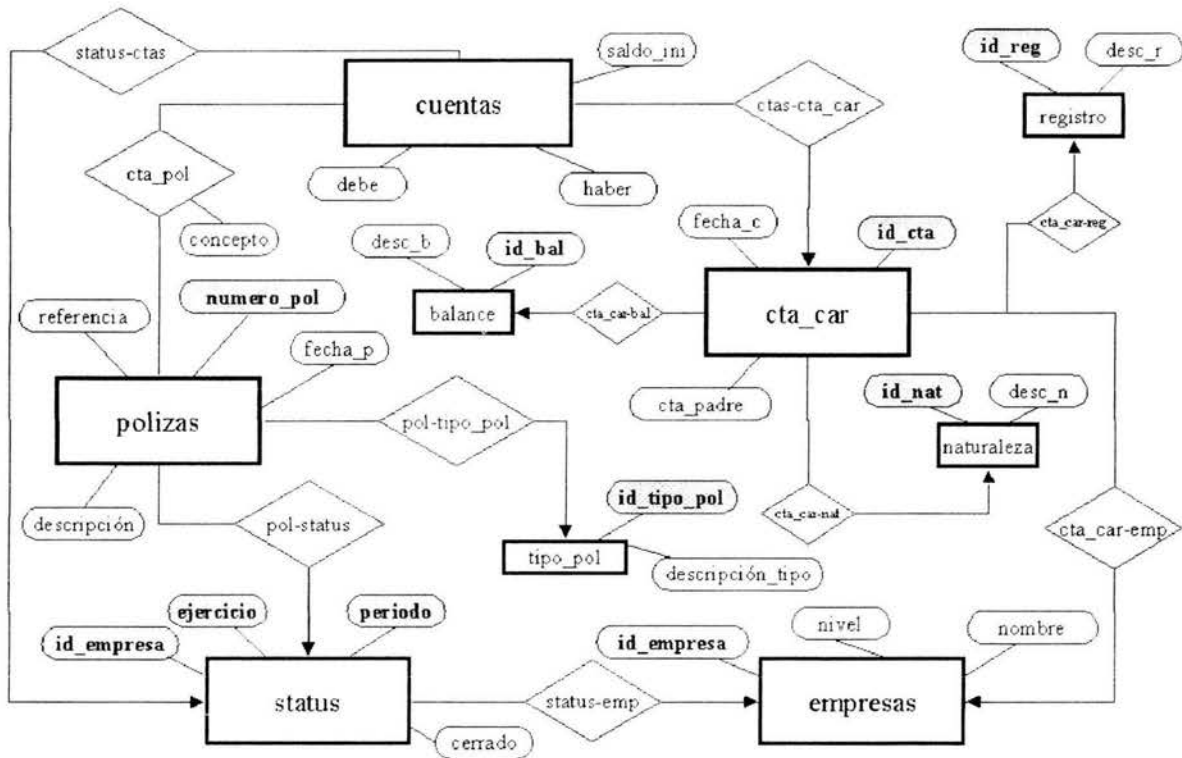 status-ctas
saldo_ini
id_reg
desc_r
cuentas
ctas-cta_car
registro
cta_pol
debe
haber
concepto
fecha_c
id_cta
cta_car-reg
desc_b
id_bal
referencia
numero_pol
balance
cta_car-bal
cta_car
fecha_p
cta_padre
id_nat
desc_n
polizas
pol-tipo_pol
naturaleza
descripción
pol-status
id_tipo_pol
cta_car-nat
cta_car-emp
tipo_pol
descripción_tipo
ejercicio
periodo
id_empresa
id_empresa
nivel
nombre
status
status-emp
empresas
cerrado